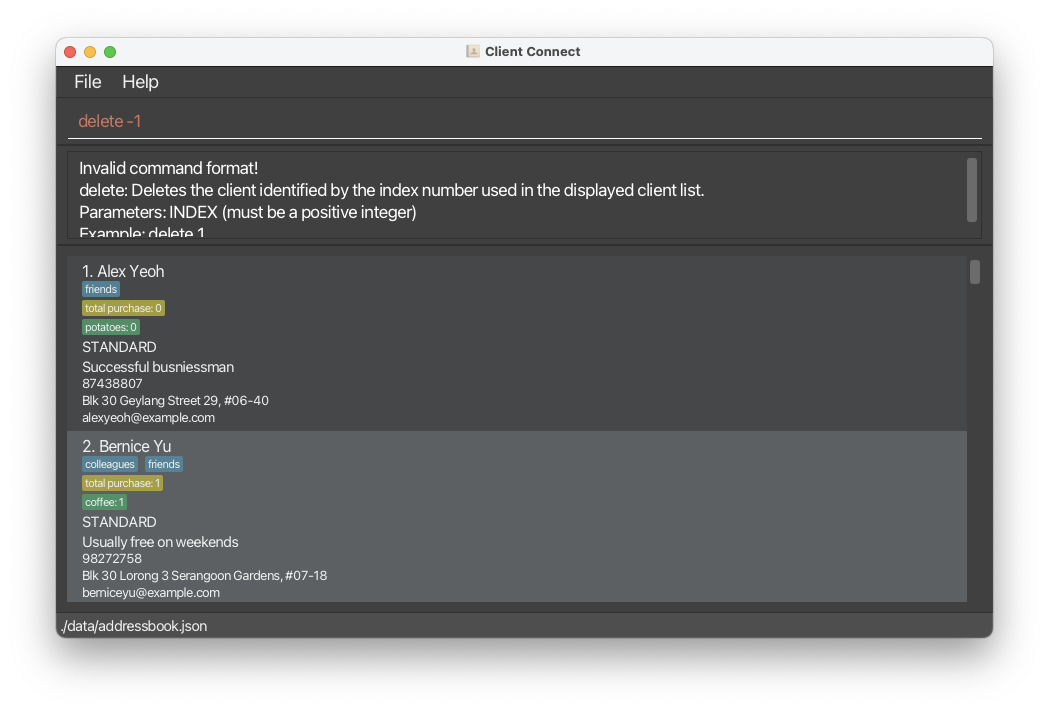 Client Connect
File Help
delete -1
Invalid command format!
delete: Deletes the client identified by the index number used in the displayed client list.
Parameters: INDEX (must be a positive integer)
Example: delete 1
1. Alex Yeoh
friends
total purchase: 0
potatoes: 0
STANDARD
Successful busniessman
87438807
Blk 30 Geylang Street 29, #06-40
alexyeoh@example.com
2. Bernice Yu
colleagues friends
total purchase: 1
coffee: 1
STANDARD
Usually free on weekends
98272758
Blk 30 Lorong 3 Serangoon Gardens, #07-18
berniceyu@example.com
./data/addressbook.json